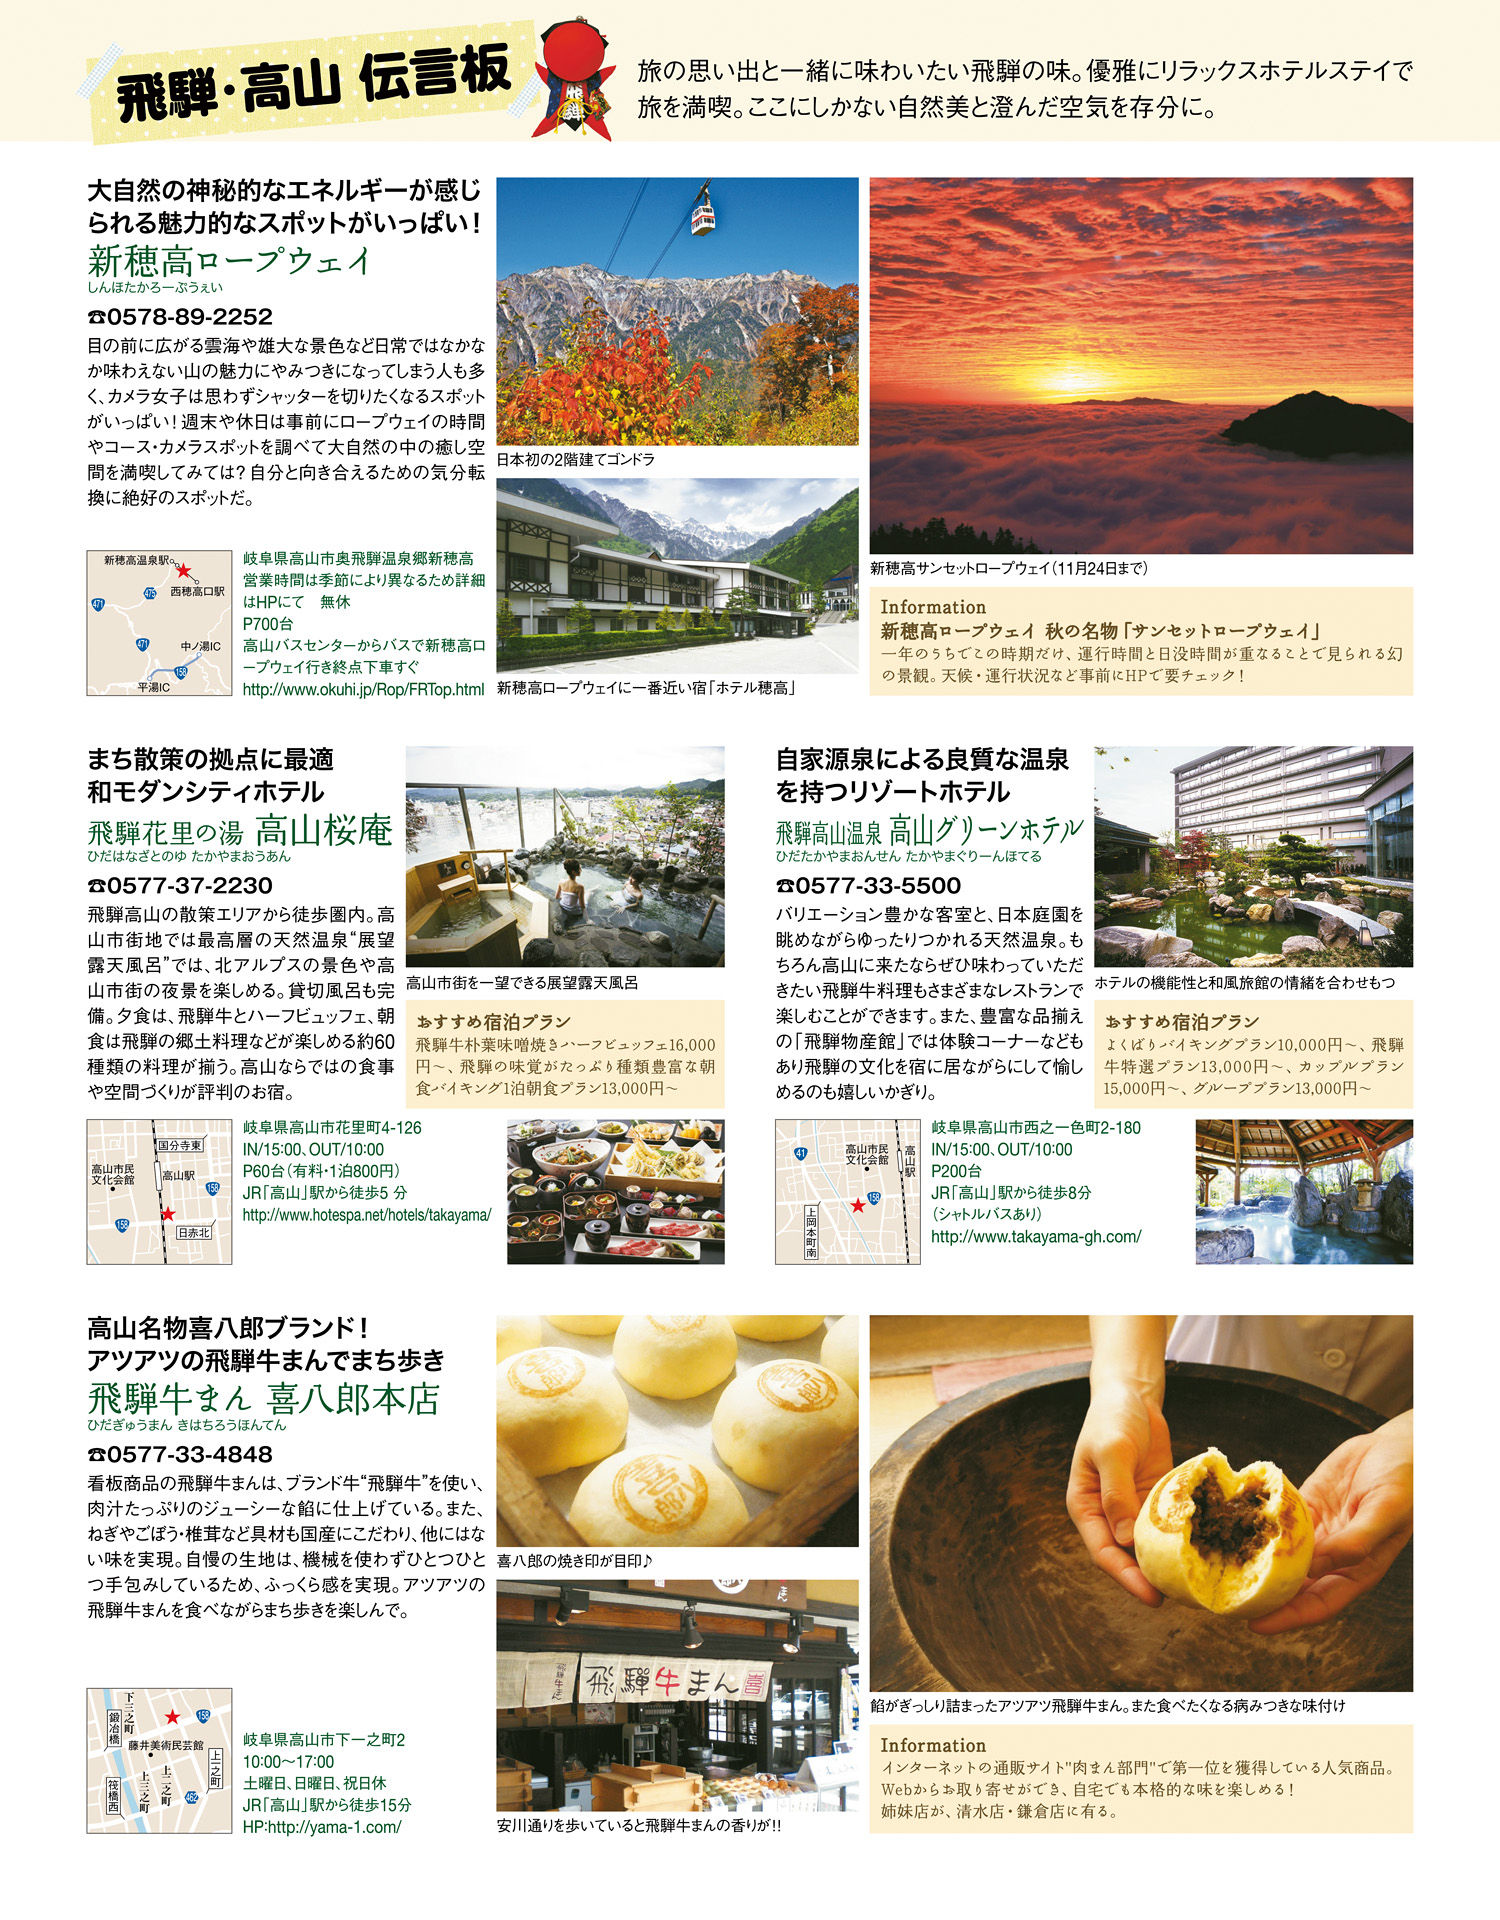 飛騨・高山 伝言板
飛騨
旅の思い出と一緒に味わいたい飛騨の味。優雅にリラックスホテルステイで
旅を満喫。ここにしかない自然美と澄んだ空気を存分に。
大自然の神秘的なエネルギーが感じ
られる魅力的なスポットがいっぱい！
新穂高ロープウェイ
しんほたかろーぷうぇい
☎0578-89-2252
目の前に広がる雲海や雄大な景色など日常ではなかな
か味わえない山の魅力にやみつきになってしまう人も多
く、カメラ女子は思わずシャッターを切りたくなるスポット
がいっぱい！週末や休日は事前にロープウェイの時間
やコース・カメラスポットを調べて大自然の中の癒し空
間を満喫してみては？自分と向き合えるための気分転
換に絶好のスポットだ。
新穂高温泉駅
西穂高口駅
475
471
471
中ノ湯IC
158
平湯IC
岐阜県高山市奥飛騨温泉郷新穂高
営業時間は季節により異なるため詳細
はHPにて　無休
P700台
高山バスセンターからバスで新穂高ロ
ープウェイ行き終点下車すぐ
http://www.okuhi.jp/Rop/FRTop.html
日本初の2階建てゴンドラ
新穂高ロープウェイに一番近い宿「ホテル穂高」
新穂高サンセットロープウェイ（11月24日まで）
Information
新穂高ロープウェイ 秋の名物「サンセットロープウェイ」
一年のうちでこの時期だけ、運行時間と日没時間が重なることで見られる幻
の景観。天候・運行状況など事前にHPで要チェック！
まち散策の拠点に最適
和モダンシティホテル
飛騨花里の湯 高山桜庵
ひだはなざとのゆ たかやまおうあん
☎0577-37-2230
飛騨高山の散策エリアから徒歩圏内。高
山市街地では最高層の天然温泉“展望
露天風呂”では、北アルプスの景色や高
山市街の夜景を楽しめる。貸切風呂も完
備。夕食は、飛騨牛とハーフビュッフェ、朝
食は飛騨の郷土料理などが楽しめる約60
種類の料理が揃う。高山ならではの食事
や空間づくりが評判のお宿。
高山市街を一望できる展望露天風呂
おすすめ宿泊プラン
飛騨牛朴葉味噌焼きハーフビュッフェ16,000
円～、飛騨の味覚がたっぷり種類豊富な朝
食バイキング1泊朝食プラン13,000円～
国分寺東
高山市民
文化会館
高山駅
158
158
日赤北
岐阜県高山市花里町4-126
IN/15:00、OUT/10:00
P60台（有料・1泊800円）
JR「高山」駅から徒歩5 分
http://www.hotespa.net/hotels/takayama/
自家源泉による良質な温泉
を持つリゾートホテル
飛騨高山温泉 高山グリーンホテル
ひだたかやまおんせん たかやまぐりーんほてる
☎0577-33-5500
バリエーション豊かな客室と、日本庭園を
眺めながらゆったりつかれる天然温泉。も
ちろん高山に来たならぜひ味わっていただ
きたい飛騨牛料理もさまざまなレストランで
楽しむことができます。また、豊富な品揃え
の「飛騨物産館」では体験コーナーなども
あり飛騨の文化を宿に居ながらにして愉し
めるのも嬉しいかぎり。
ホテルの機能性と和風旅館の情緒を合わせもつ
おすすめ宿泊プラン
よくばりバイキングプラン10,000円～、飛騨
牛特選プラン13,000円～、カップルプラン
15,000円～、グループプラン13,000円～
41
高山市民
文化会館
高山駅
158
上岡本町南
岐阜県高山市西之一色町2-180
IN/15:00、OUT/10:00
P200台
JR「高山」駅から徒歩8分
（シャトルバスあり）
http://www.takayama-gh.com/
高山名物喜八郎ブランド！
アツアツの飛騨牛まんでまち歩き
飛騨牛まん 喜八郎本店
ひだぎゅうまん きはちろうほんてん
☎0577-33-4848
看板商品の飛騨牛まんは、ブランド牛“飛騨牛”を使い、
肉汁たっぷりのジューシーな餡に仕上げている。また、
ねぎやごぼう・椎茸など具材も国産にこだわり、他にはな
い味を実現。自慢の生地は、機械を使わずひとつひと
つ手包みしているため、ふっくら感を実現。アツアツの
飛騨牛まんを食べながらまち歩きを楽しんで。
下三之町
鍛冶橋
158
藤井美術民芸館
上一之町
上二之町
上三之町
筏橋西
462
岐阜県高山市下一之町2
10:00～17:00
土曜日、日曜日、祝日休
JR「高山」駅から徒歩15分
HP:http://yama-1.com/
喜八郎
喜八郎の焼き印が目印♪
飛騨牛まん
飛騨牛まん 喜
安川通りを歩いていると飛騨牛まんの香りが!!
餡がぎっしり詰まったアツアツ飛騨牛まん。また食べたくなる病みつきな味付け
Information
インターネットの通販サイト"肉まん部門"で第一位を獲得している人気商品。
Webからお取り寄せができ、自宅でも本格的な味を楽しめる！
姉妹店が、清水店・鎌倉店に有る。